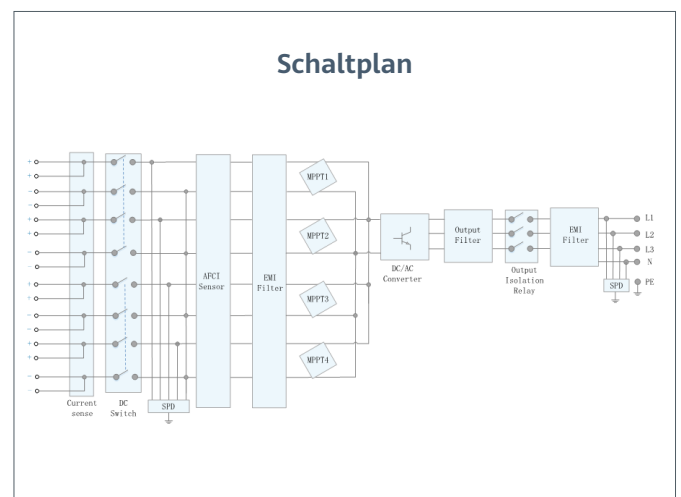 Schaltplan
+
+
-
-
+
+
-
-
+
+
-
-
+
+
-
-
Current
sense
DC
Switch
SPD
AFCI
Sensor
EMI
Filter
MPPT1
MPPT2
MPPT3
MPPT4
DC/AC
Converter
Output
Filter
Output
Isolation
Relay
EMI
Filter
SPD
L1
L2
L3
N
PE